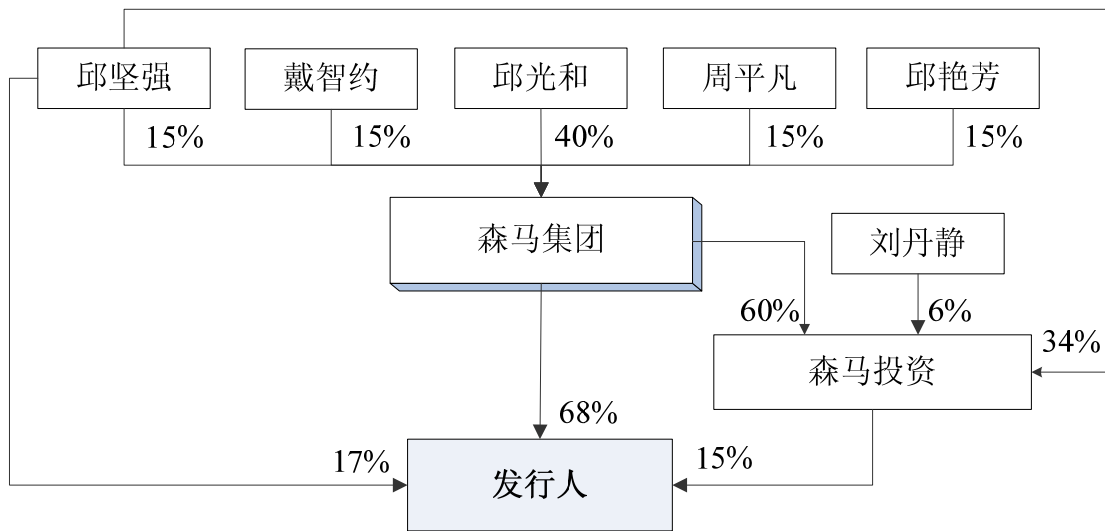 邱坚强
戴智约
邱光和
周平凡
邱艳芳
15%
15%
40%
15%
15%
森马集团
刘丹静
60%
6%
34%
森马投资
68%
17%
15%
发行人